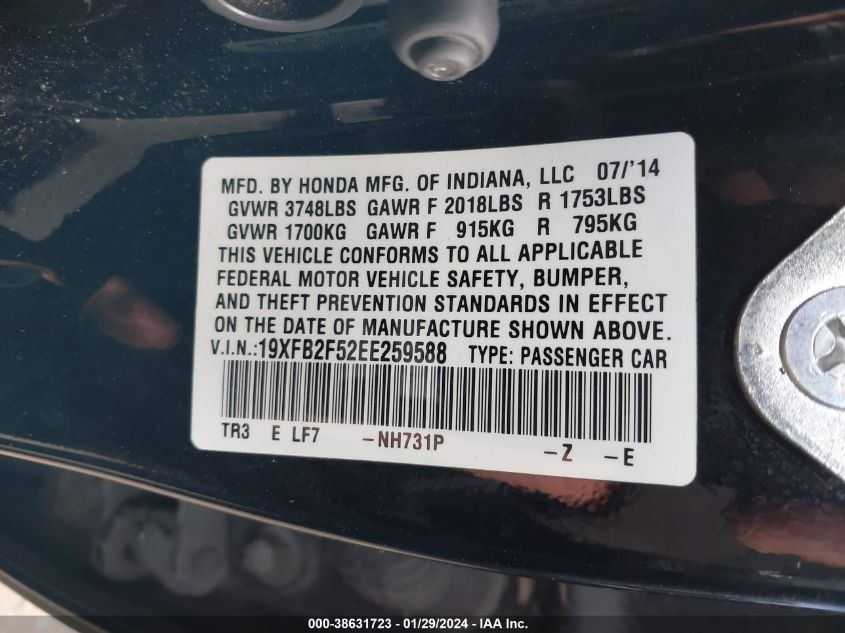 MFD. BY HONDA MFG. OF INDIANA, LLC 07/'14
GVWR 3748LBS GAWR F 2018LBS R 1753LBS
GVWR 1700KG GAWR F 915KG R 795KG
THIS VEHICLE CONFORMS TO ALL APPLICABLE
FEDERAL MOTOR VEHICLE SAFETY, BUMPER,
AND THEFT PREVENTION STANDARDS IN EFFECT
ON THE DATE OF MANUFACTURE SHOWN ABOVE.
V.I.N.:19XFB2F52EE259588 TYPE: PASSENGER CAR
TR3 E LF7 -NH731P -Z -E
000-38631723 - 01/29/2024 - IAA Inc.